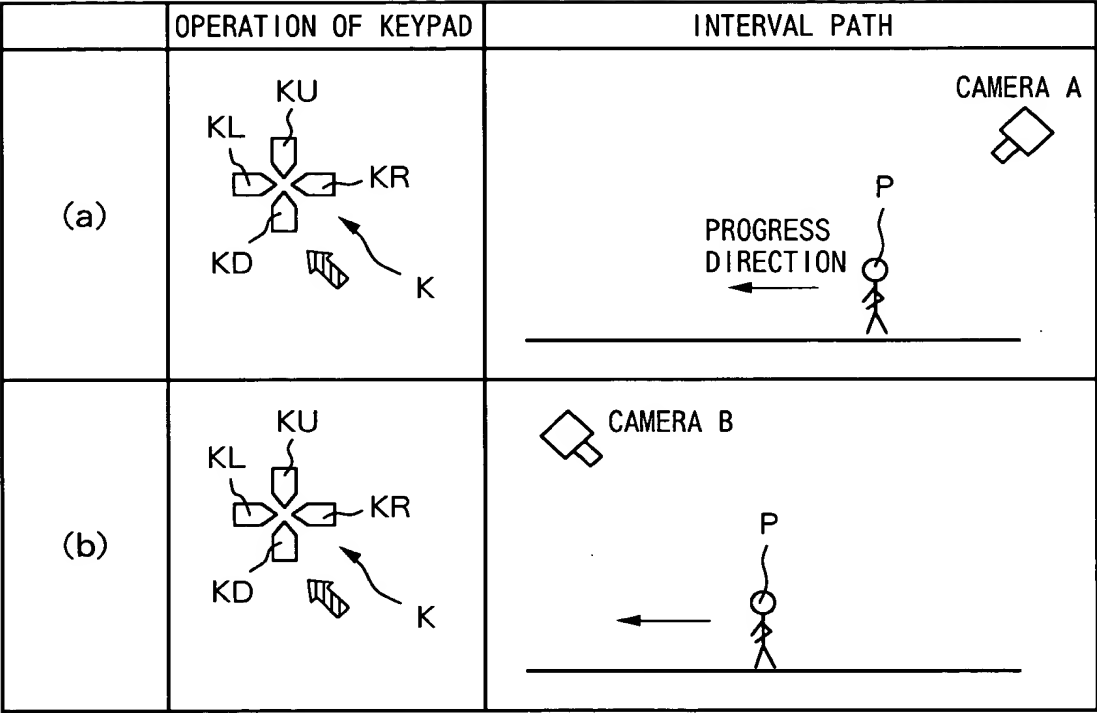 OPERATION OF KEYPAD
INTERVAL PATH
(a)
KU
KL
KR
KD
K
CAMERA A
P
PROGRESS
DIRECTION
(b)
KU
KL
KR
KD
K
CAMERA B
P